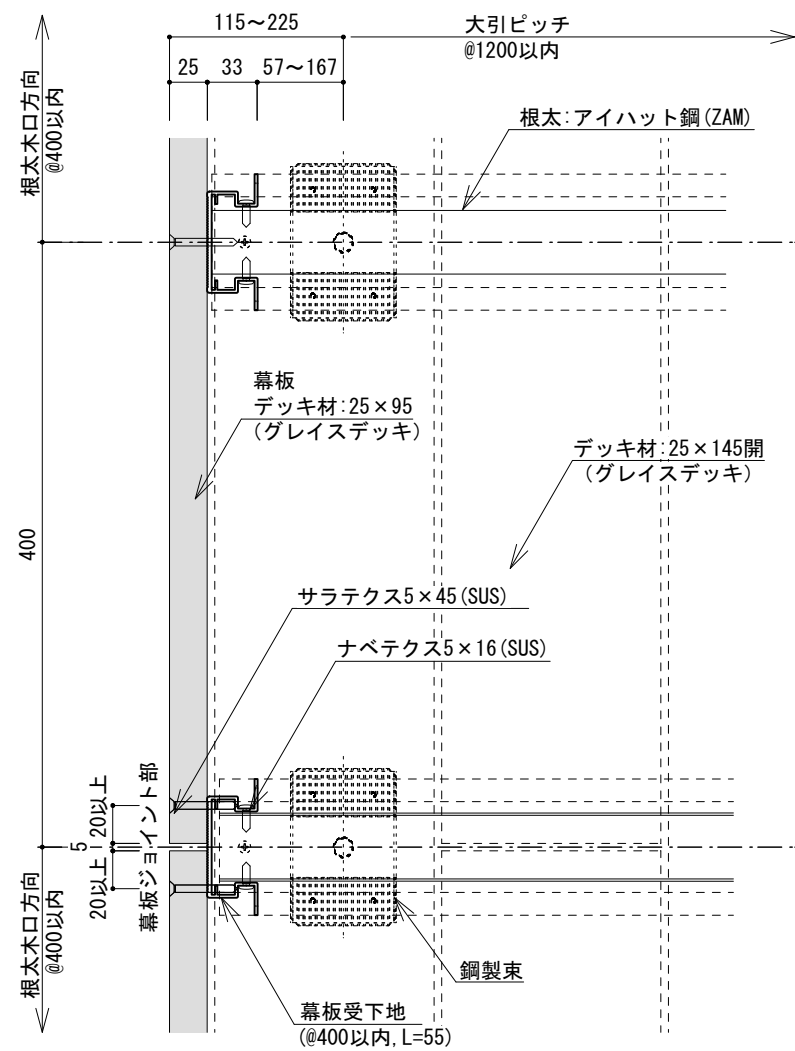 115～225
大引ピッチ
@1200以内
25
33
57～167
根太木口方向
@400以内
根太：アイハット鋼(ZAM)
幕板
デッキ材：25×95
(グレイスデッキ)
デッキ材：25×145開
(グレイスデッキ)
400
サラテクス5×45(SUS)
ナベテクス5×16(SUS)
20以上
5
20以上
幕板ジョイント部
根太木口方向
@400以内
鋼製束
幕板受下地
(@400以内, L=55)